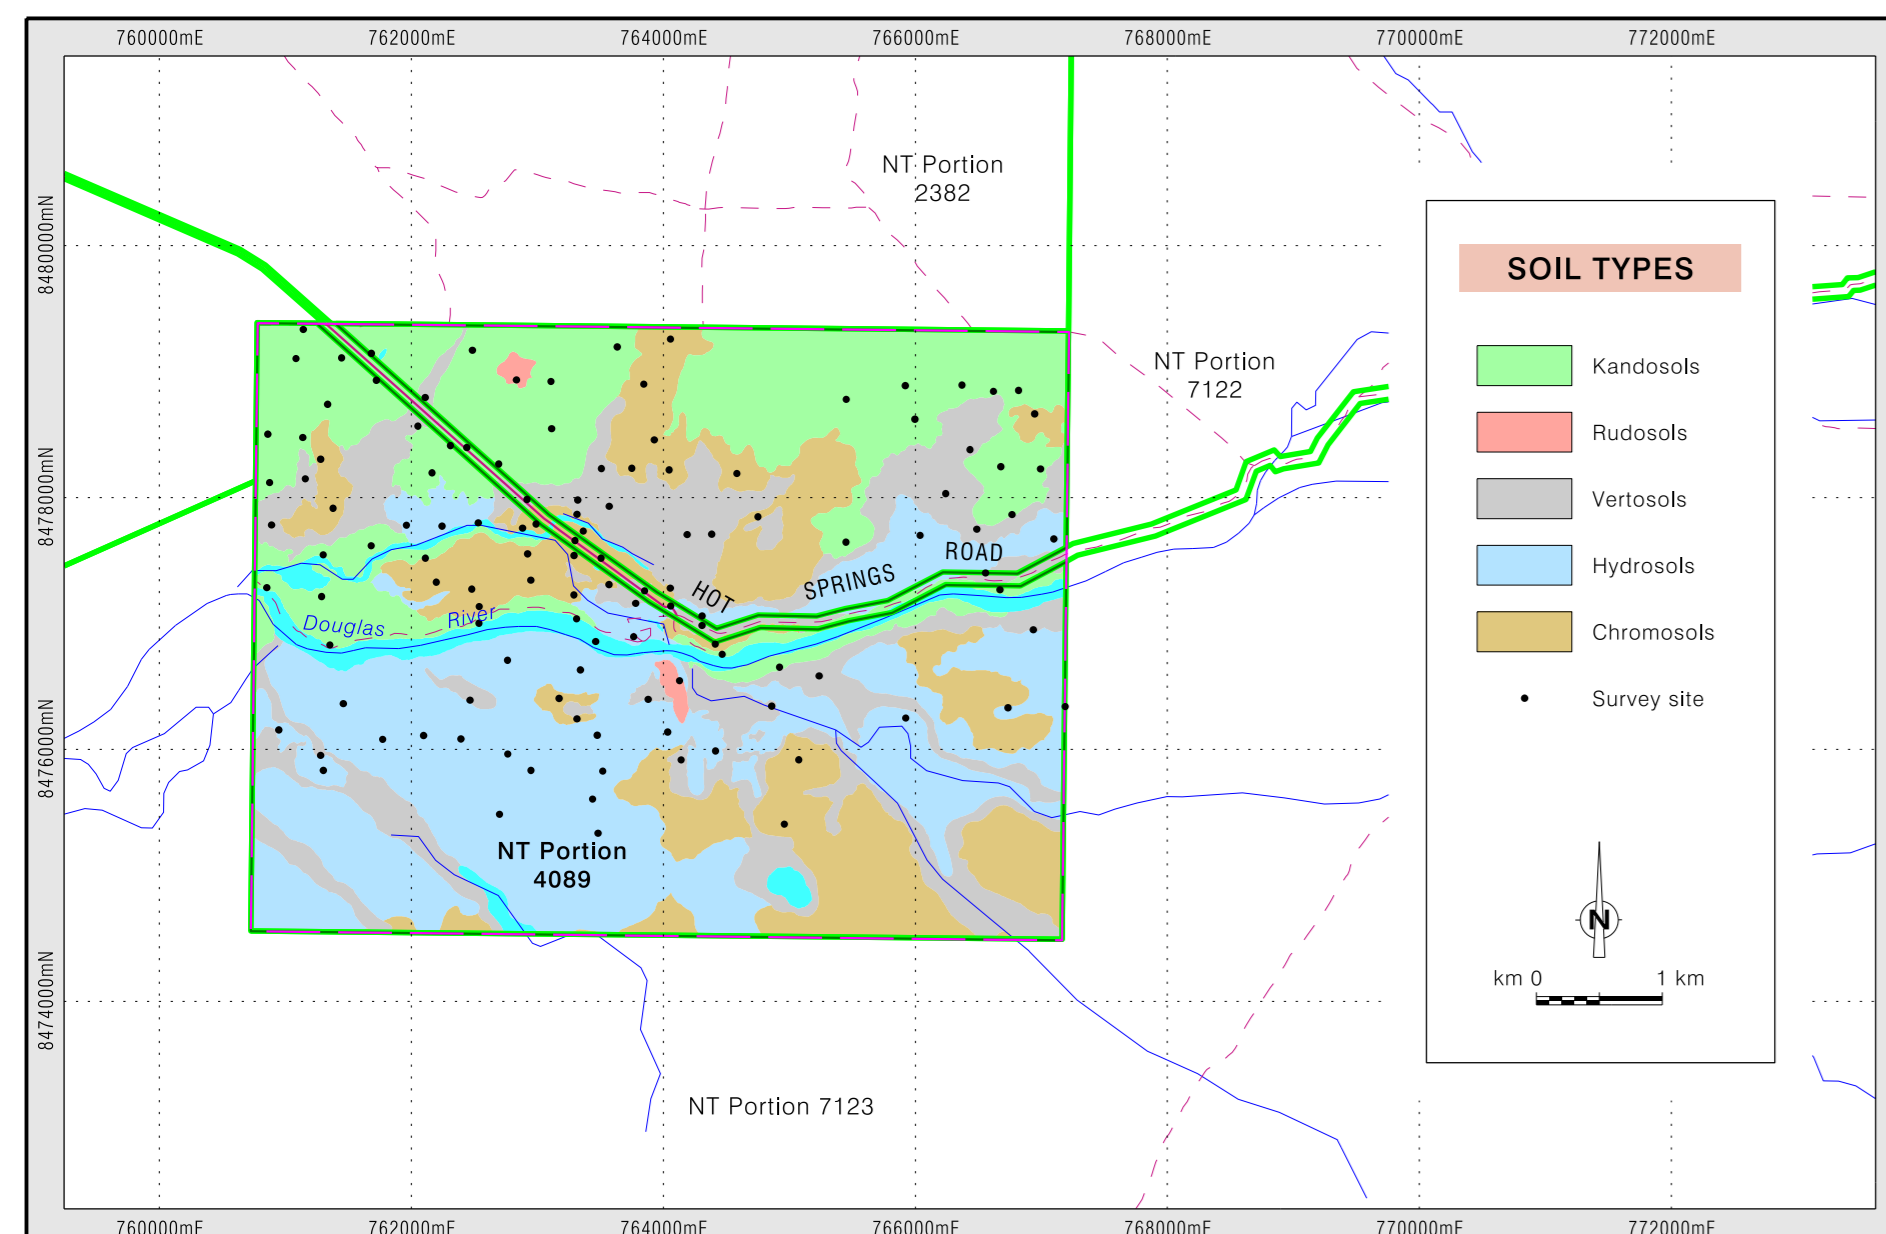 760000mE 762000mE 764000mE 766000mE 768000mE 770000mE 772000mE
NT Portion
2382
8480000mN
SOIL TYPES
NT Portion
7122
Kandosols
Rudosols
8478000mN
Vertosols
ROAD
Hydrosols
SPRINGS
HOT
Douglas River
Chromosols
Survey site
8476000mN
NT Portion
4089
N
km 0 1 km
8474000mN
NT Portion 7123
760000mE 762000mE 764000mE 766000mE 768000mE 770000mE 772000mE